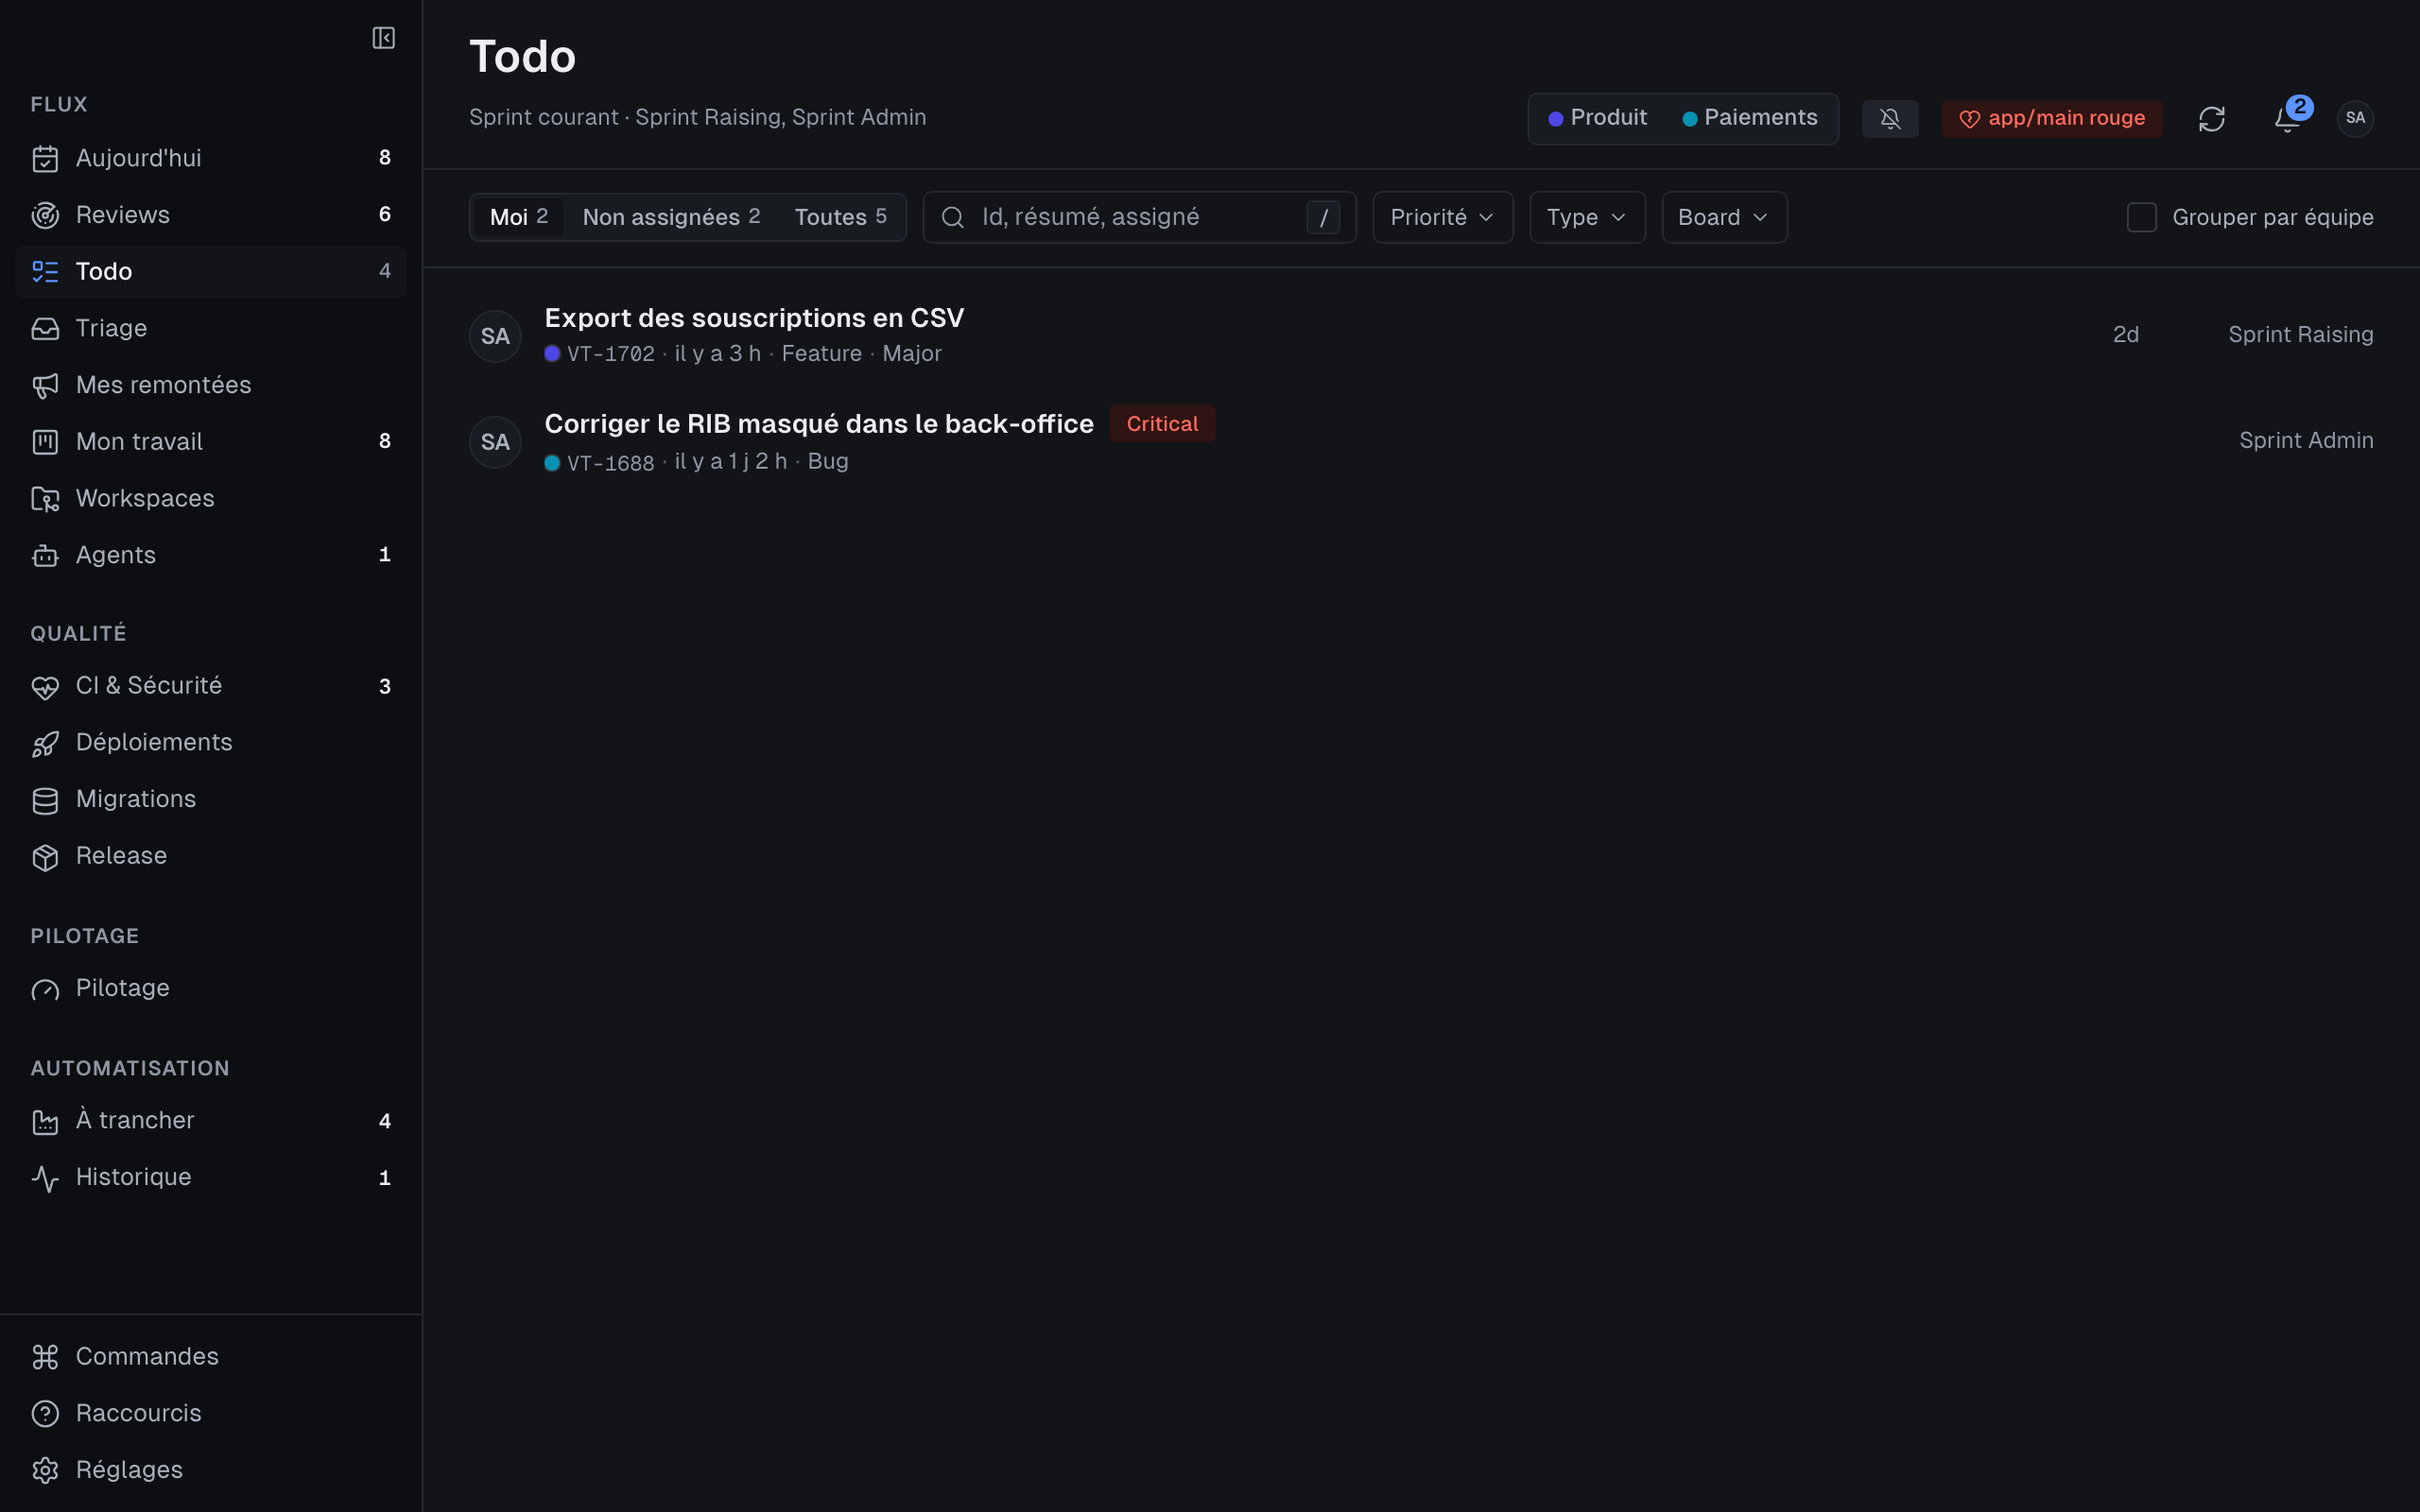 FLUX
Aujourd'hui 8
Reviews 6
Todo 4
Triage
Mes remontées
Mon travail 8
Workspaces
Agents 1
QUALITÉ
CI & Sécurité 3
Déploiements
Migrations
Release
PILOTAGE
Pilotage
AUTOMATISATION
À trancher 4
Historique 1
Commandes
Raccourcis
Réglages
Todo
Sprint courant · Sprint Raising, Sprint Admin
Produit Paiements app/main rouge 2 SA
Moi 2 Non assignées 2 Toutes 5 Id, résumé, assigné / Priorité Type Board Grouper par équipe
SA Export des souscriptions en CSV
VT-1702 · il y a 3 h · Feature · Major
2d Sprint Raising
SA Corriger le RIB masqué dans le back-office Critical
VT-1688 · il y a 1 j 2 h · Bug
Sprint Admin